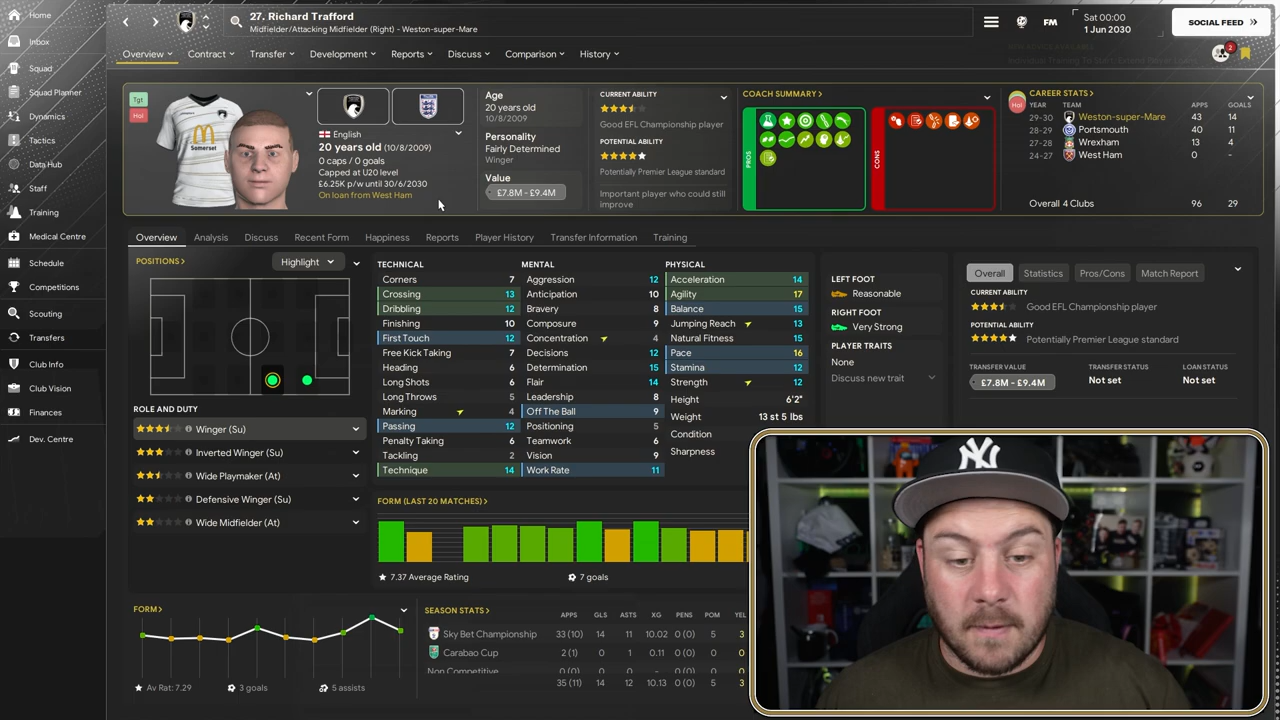 Home
Inbox
Squad
Squad Planner
Dynamics
Tactics
Data Hub
Staff
Training
Medical Centre
Schedule
Competitions
Scouting
Transfers
Club Info
Club Vision
Finances
Dev. Centre
27. Richard Trafford
Midfielder/Attacking Midfielder (Right) - Weston-super-Mare
FM
Sat 00:00
1 Jun 2030
SOCIAL FEED
Overview
Contract
Transfer
Development
Reports
Discuss
Comparison
History
2
Tgt
Hol
McDonald's
Somerset
English
20 years old (10/8/2009)
0 caps / 0 goals
Capped at U20 level
£6.25K p/w until 30/6/2030
On loan from West Ham
Age
20 years old
10/8/2009
Personality
Fairly Determined
Winger
Value
£7.8M - £9.4M
CURRENT ABILITY
Good EFL Championship player
POTENTIAL ABILITY
Potentially Premier League standard
Important player who could still improve
COACH SUMMARY
PROS
CONS
Hol
CAREER STATS
YEAR TEAM APPS GOALS
29-30 Weston-super-Mare 43 14
28-29 Portsmouth 40 11
27-28 Wrexham 13 4
24-27 West Ham 0 -
Overall 4 Clubs 96 29
Overview
Analysis
Discuss
Recent Form
Happiness
Reports
Player History
Transfer Information
Training
POSITIONS
Highlight
ROLE AND DUTY
Winger (Su)
Inverted Winger (Su)
Wide Playmaker (At)
Defensive Winger (Su)
Wide Midfielder (At)
TECHNICAL
Corners 7
Crossing 13
Dribbling 12
Finishing 10
First Touch 12
Free Kick Taking 7
Heading 6
Long Shots 6
Long Throws 5
Marking 4
Passing 12
Penalty Taking 6
Tackling 2
Technique 14
MENTAL
Aggression 12
Anticipation 10
Bravery 8
Composure 9
Concentration 4
Decisions 12
Determination 15
Flair 14
Leadership 8
Off The Ball 9
Positioning 5
Teamwork 6
Vision 9
Work Rate 11
PHYSICAL
Acceleration 14
Agility 17
Balance 15
Jumping Reach 13
Natural Fitness 15
Pace 16
Stamina 12
Strength 12
Height 6'2"
Weight 13 st 5 lbs
Condition
Sharpness
LEFT FOOT
Reasonable
RIGHT FOOT
Very Strong
PLAYER TRAITS
None
Discuss new trait
Overall
Statistics
Pros/Cons
Match Report
CURRENT ABILITY
Good EFL Championship player
POTENTIAL ABILITY
Potentially Premier League standard
TRANSFER VALUE
£7.8M - £9.4M
TRANSFER STATUS
Not set
LOAN STATUS
Not set
FORM (LAST 20 MATCHES)
7.37 Average Rating
7 goals
FORM
Av Rat: 7.29
3 goals
5 assists
SEASON STATS
APPS GLS ASTS XG PENS POM YEL
Sky Bet Championship 33 (10) 14 11 10.02 0 (0) 5 3
Carabao Cup 2 (1) 0 1 0.11 0 (0) 0 0
Non Competitive
35 (11) 14 12 10.13 0 (0) 5 3
NY